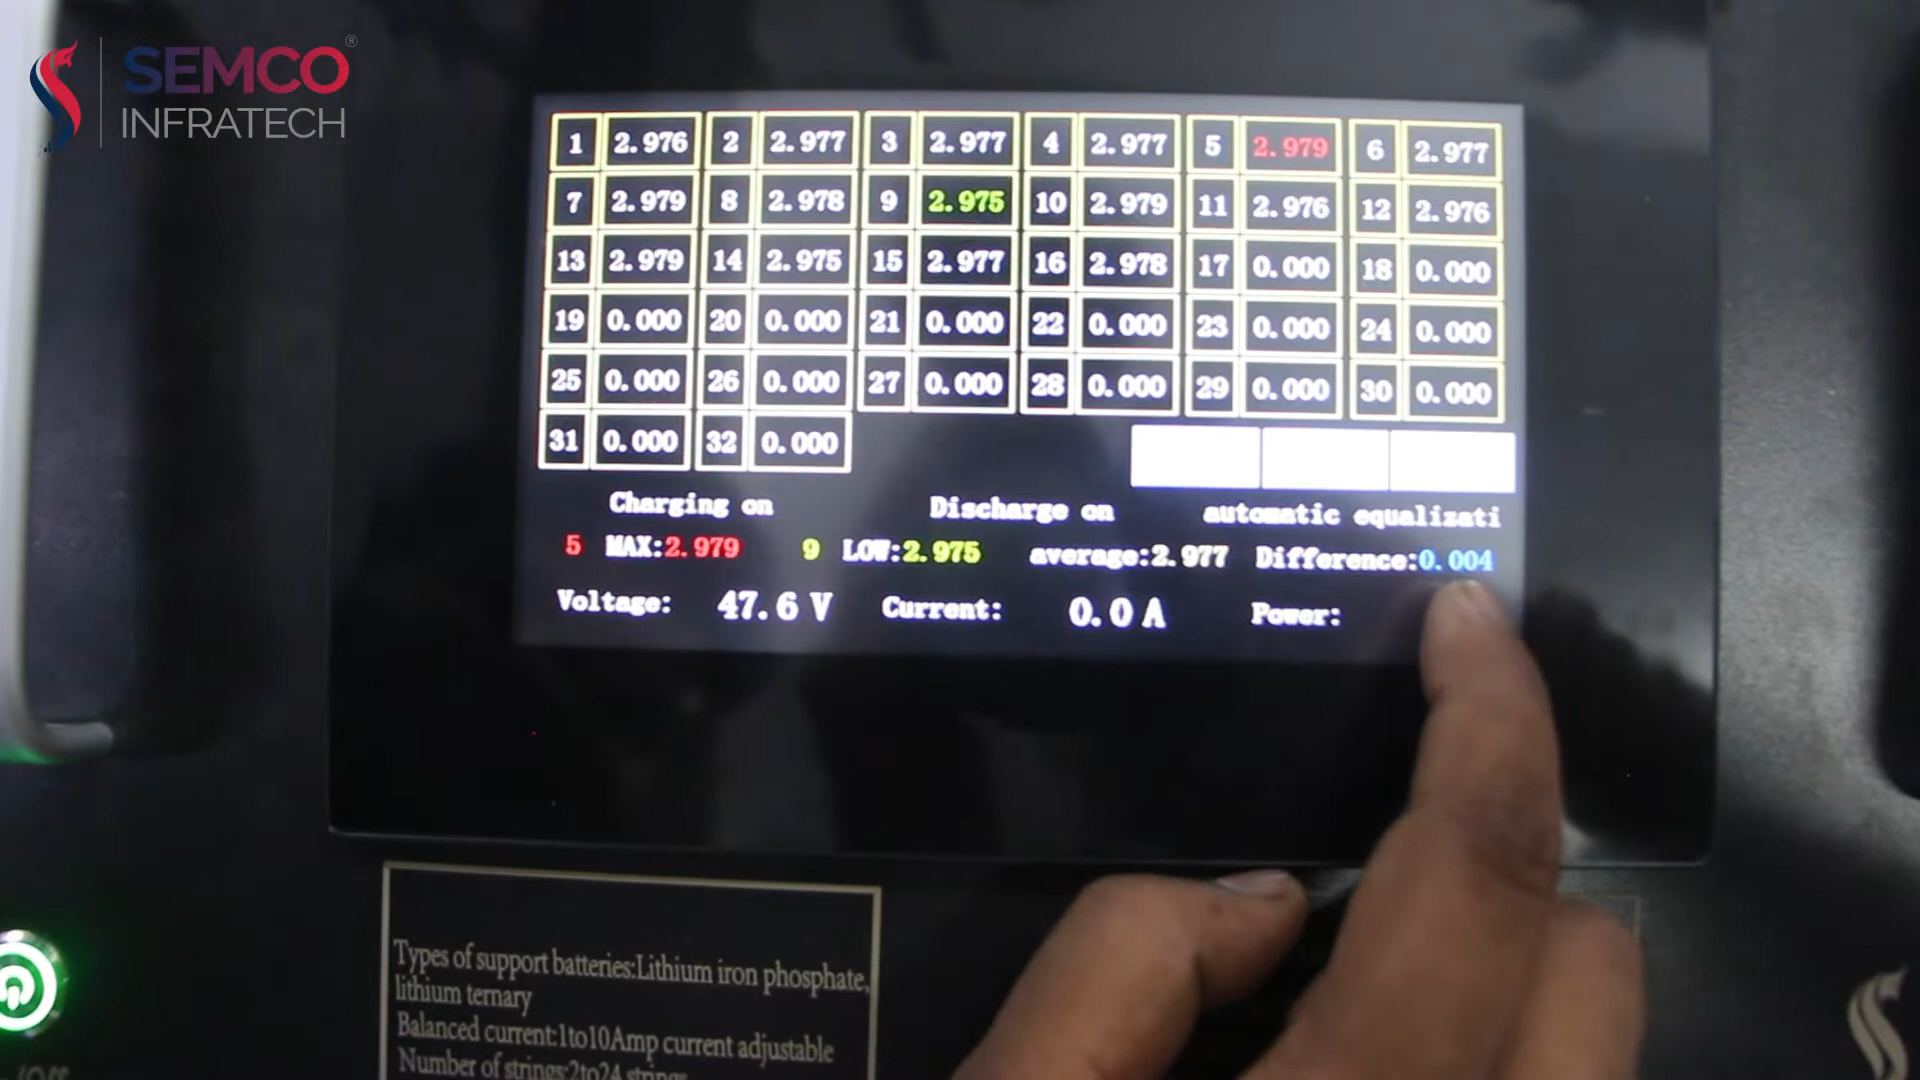 SEMCO®
INFRATECH
1 2.976 2 2.977 3 2.977 4 2.977 5 2.979 6 2.977
7 2.979 8 2.978 9 2.975 10 2.979 11 2.976 12 2.976
13 2.979 14 2.975 15 2.977 16 2.978 17 0.000 18 0.000
19 0.000 20 0.000 21 0.000 22 0.000 23 0.000 24 0.000
25 0.000 26 0.000 27 0.000 28 0.000 29 0.000 30 0.000
31 0.000 32 0.000
Charging on Discharge on automatic equalizati
5 MAX:2.979 9 LOW:2.975 average:2.977 Difference:0.004
Voltage: 47.6 V Current: 0.0 A Power:
Types of support batteries:Lithium iron phosphate,
lithium ternary
Balanced current:1to10Amp current adjustable
Number of strings:2to24 strings